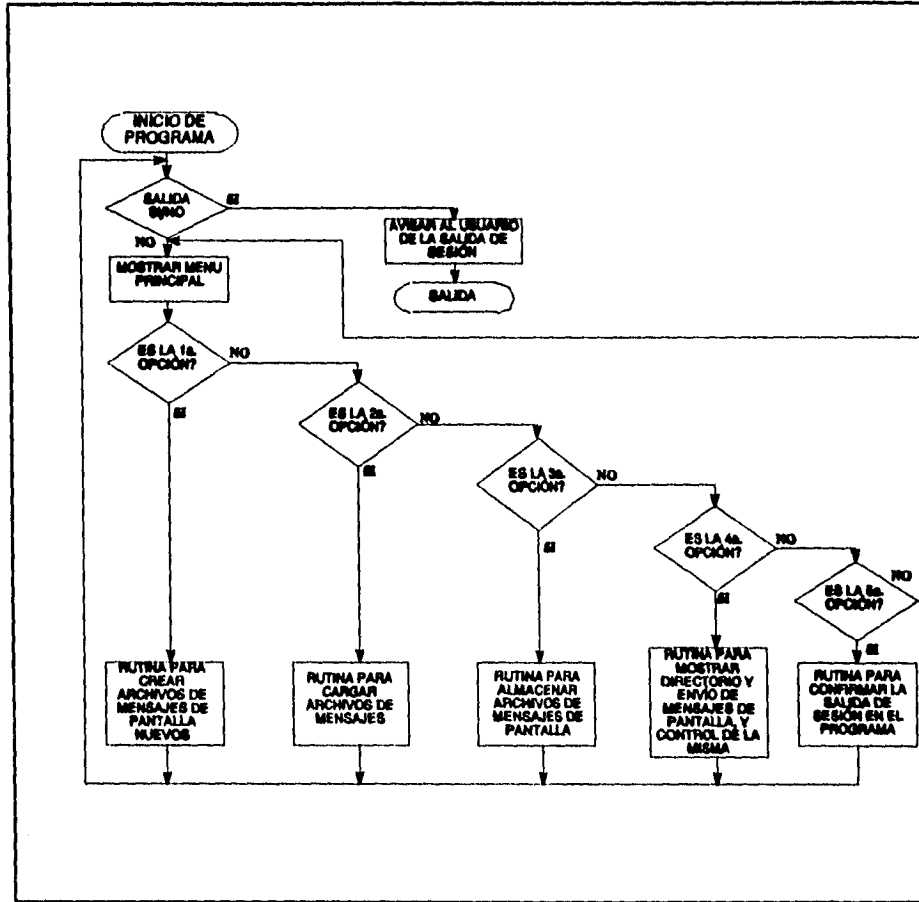 INICIO DE
PROGRAMA
SALIDA
SI/NO
SI
AVISAR AL USUARIO
DE LA SALIDA DE
SESIÓN
NO
MOSTRAR MENU
PRINCIPAL
SALIDA
ES LA 1a.
OPCIÓN?
NO
SI
ES LA 2a.
OPCIÓN?
NO
SI
ES LA 3a.
OPCIÓN?
NO
SI
ES LA 4a.
OPCIÓN?
NO
SI
ES LA 5a.
OPCIÓN?
NO
SI
RUTINA PARA
CREAR
ARCHIVOS DE
MENSAJES DE
PANTALLA
NUEVOS
RUTINA PARA
CARGAR
ARCHIVOS DE
MENSAJES
RUTINA PARA
ALMACENAR
ARCHIVOS DE
MENSAJES DE
PANTALLA
RUTINA PARA
MOSTRAR
DIRECTORIO Y
ENVÍO DE
MENSAJES DE
PANTALLA, Y
CONTROL DE LA
MISMA
RUTINA PARA
CONFIRMAR LA
SALIDA DE
SESIÓN EN EL
PROGRAMA